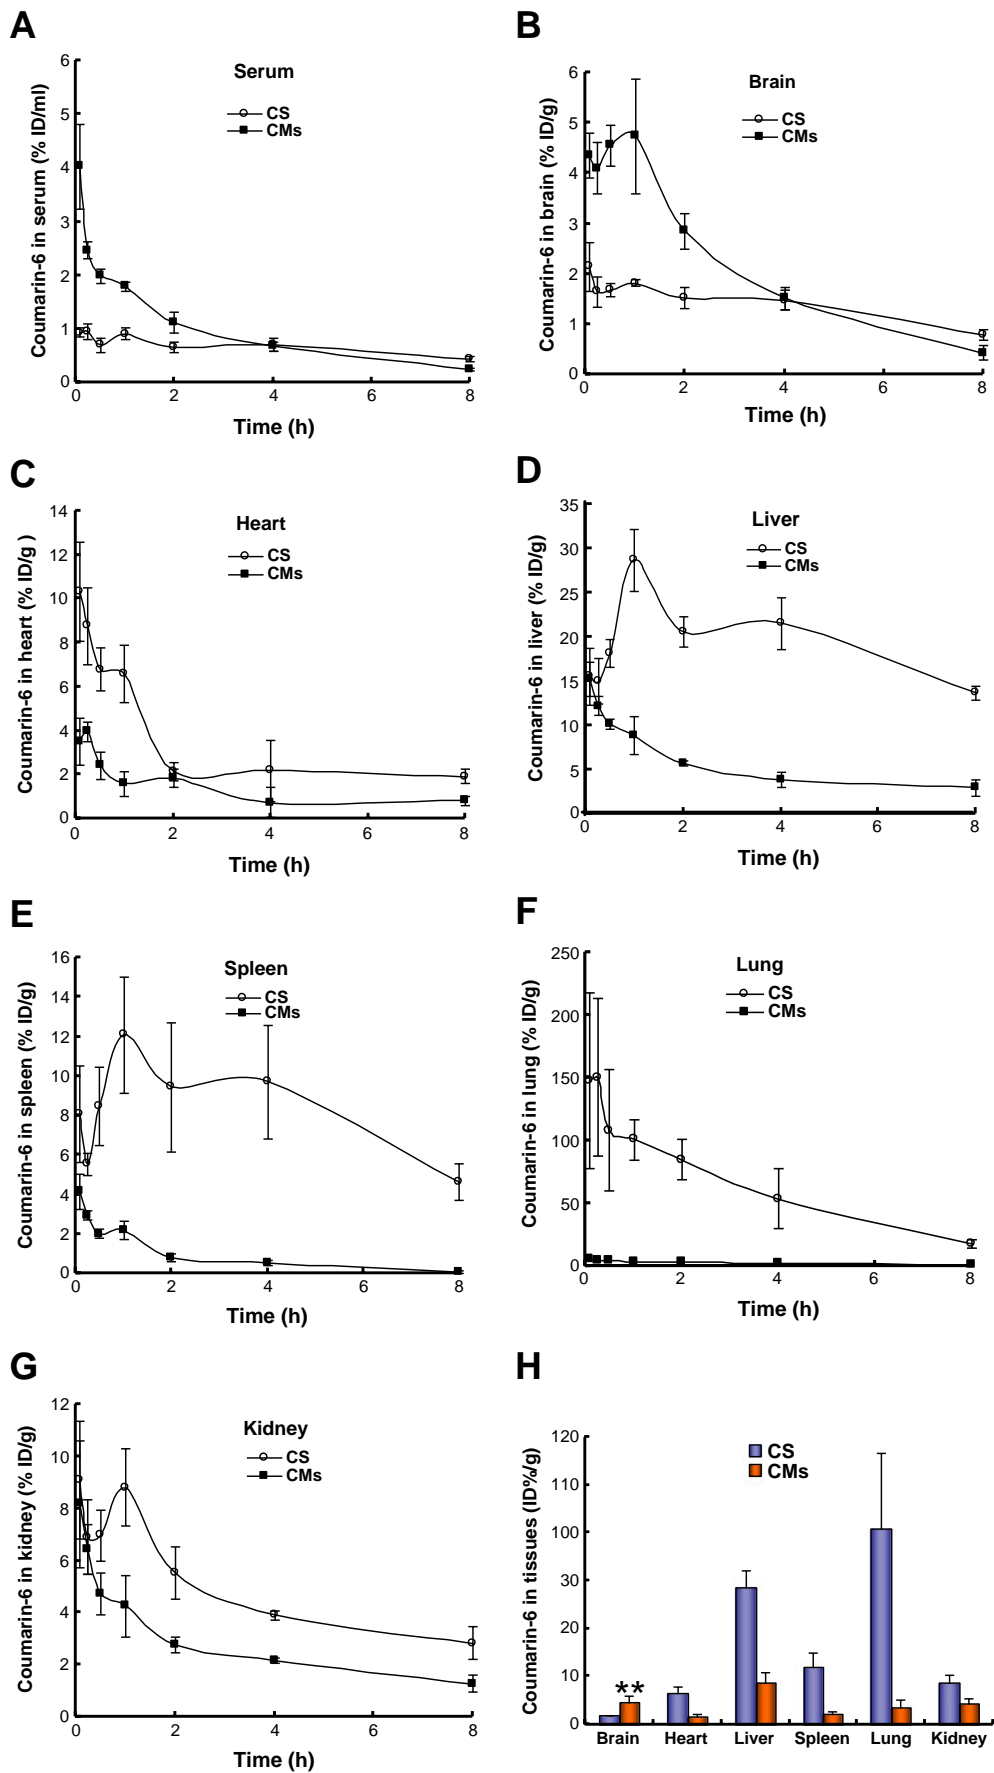 A
Serum
CS
CMs
Coumarin-6 in serum (% ID/ml)
6
5
4
3
2
1
0
0 2 4 6 8
Time (h)
B
Brain
CS
CMs
Coumarin-6 in brain (% ID/g)
6
5
4
3
2
1
0
0 2 4 6 8
Time (h)
C
Heart
CS
CMs
Coumarin-6 in heart (% ID/g )
14
12
10
8
6
4
2
0
0 2 4 6 8
Time (h)
D
Liver
CS
CMs
Coumarin-6 in liver (% ID/g)
35
30
25
20
15
10
5
0
0 2 4 6 8
Time (h)
E
Spleen
CS
CMs
Coumarin-6 in spleen (% ID/g)
16
14
12
10
8
6
4
2
0
0 2 4 6 8
Time (h)
F
Lung
CS
CMs
Coumarin-6 in lung (% ID/g)
250
200
150
100
50
0
0 2 4 6 8
Time (h)
G
Kidney
CS
CMs
Coumarin-6 in kidney (% ID/g)
12
10
8
6
4
2
0
0 2 4 6 8
Time (h)
H
CS
CMs
Coumarin-6 in tissues (ID%/g)
120
110
100
30
20
10
0
**
Brain Heart Liver Spleen Lung Kidney